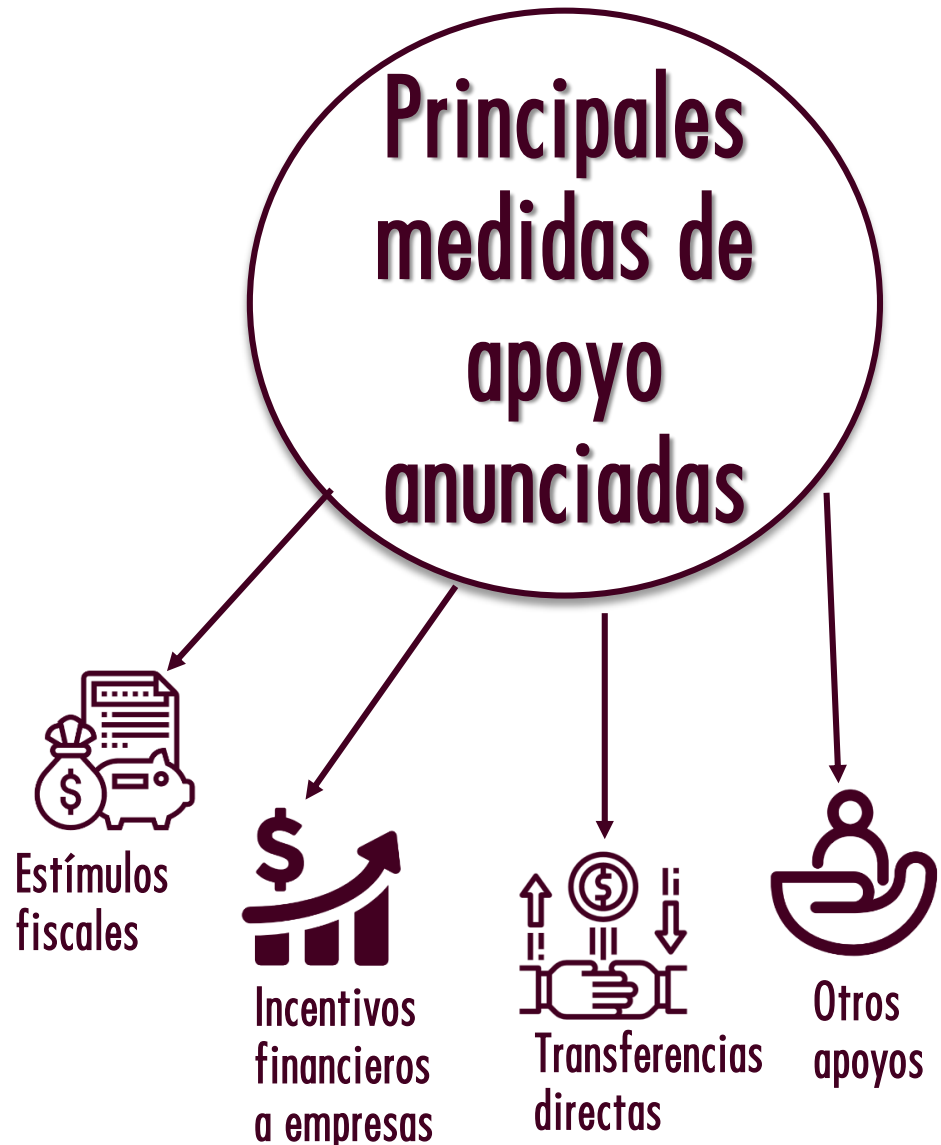 Principales
medidas de
apoyo
anunciadas
Estímulos
fiscales
$
$
Incentivos
financieros
a empresas
$
Transferencias
directas
Otros
apoyos